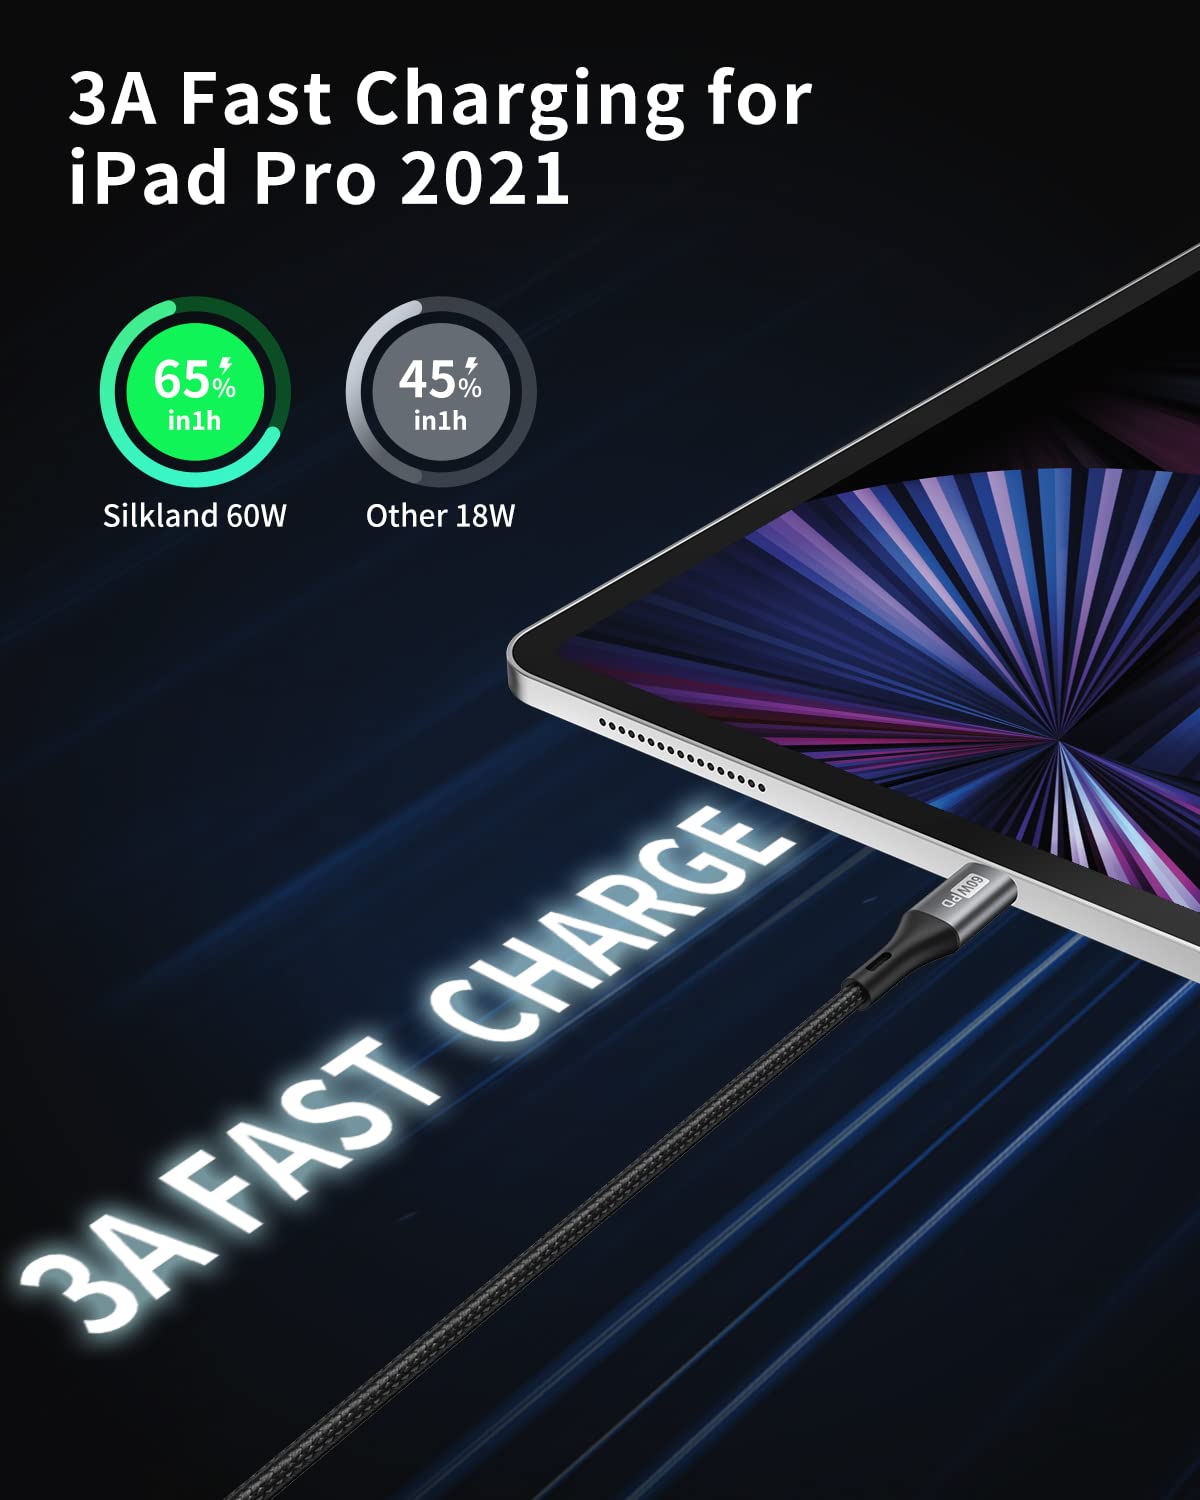 3A Fast Charging for
iPad Pro 2021
65%
in1h
Silkland 60W
45%
in1h
Other 18W
3A FAST CHARGE
60W PD